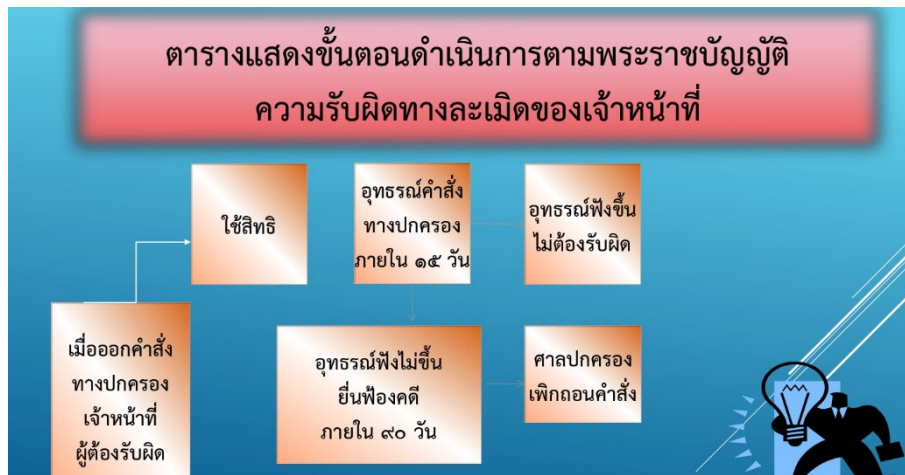 ตารางแสดงขั้นตอนดำเนินการตามพระราชบัญญัติ
ความรับผิดทางละเมิดของเจ้าหน้าที่
ใช้สิทธิ
อุทธรณ์คำสั่ง
ทางปกครอง
ภายใน ๑๕ วัน
อุทธรณ์ฟังขึ้น
ไม่ต้องรับผิด
เมื่อออกคำสั่ง
ทางปกครอง
เจ้าหน้าที่
ผู้ต้องรับผิด
อุทธรณ์ฟังไม่ขึ้น
ยื่นฟ้องคดี
ภายใน ๙๐ วัน
ศาลปกครอง
เพิกถอนคำสั่ง